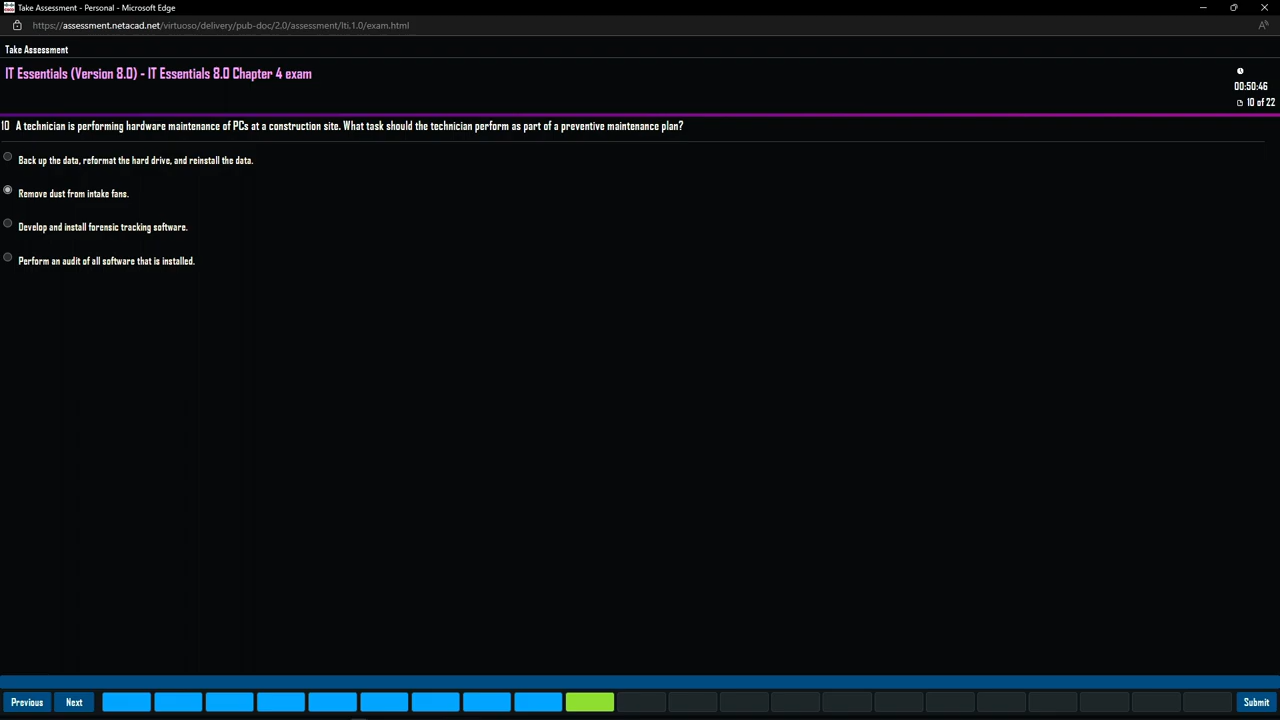 Take Assessment - Personal - Microsoft Edge
https://assessment.netacad.net/virtuoso/delivery/pub-doc/2.0/assessment/lti.1.0/exam.html
Take Assessment
IT Essentials (Version 8.0) - IT Essentials 8.0 Chapter 4 exam
00:50:46
10 of 22
10 A technician is performing hardware maintenance of PCs at a construction site. What task should the technician perform as part of a preventive maintenance plan?
Back up the data, reformat the hard drive, and reinstall the data.
Remove dust from intake fans.
Develop and install forensic tracking software.
Perform an audit of all software that is installed.
Previous Next Submit